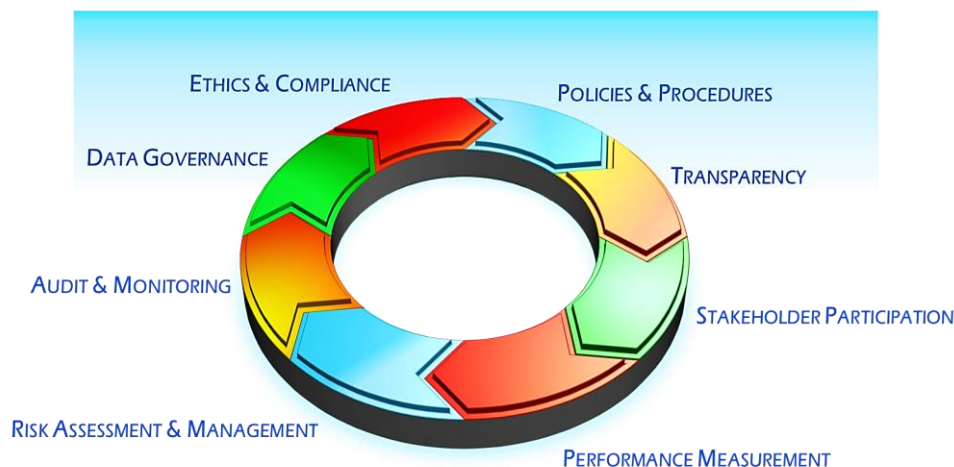 Ethics & Compliance
Policies & Procedures
Data Governance
Transparency
Audit & Monitoring
Stakeholder Participation
Risk Assessment & Management
Performance Measurement